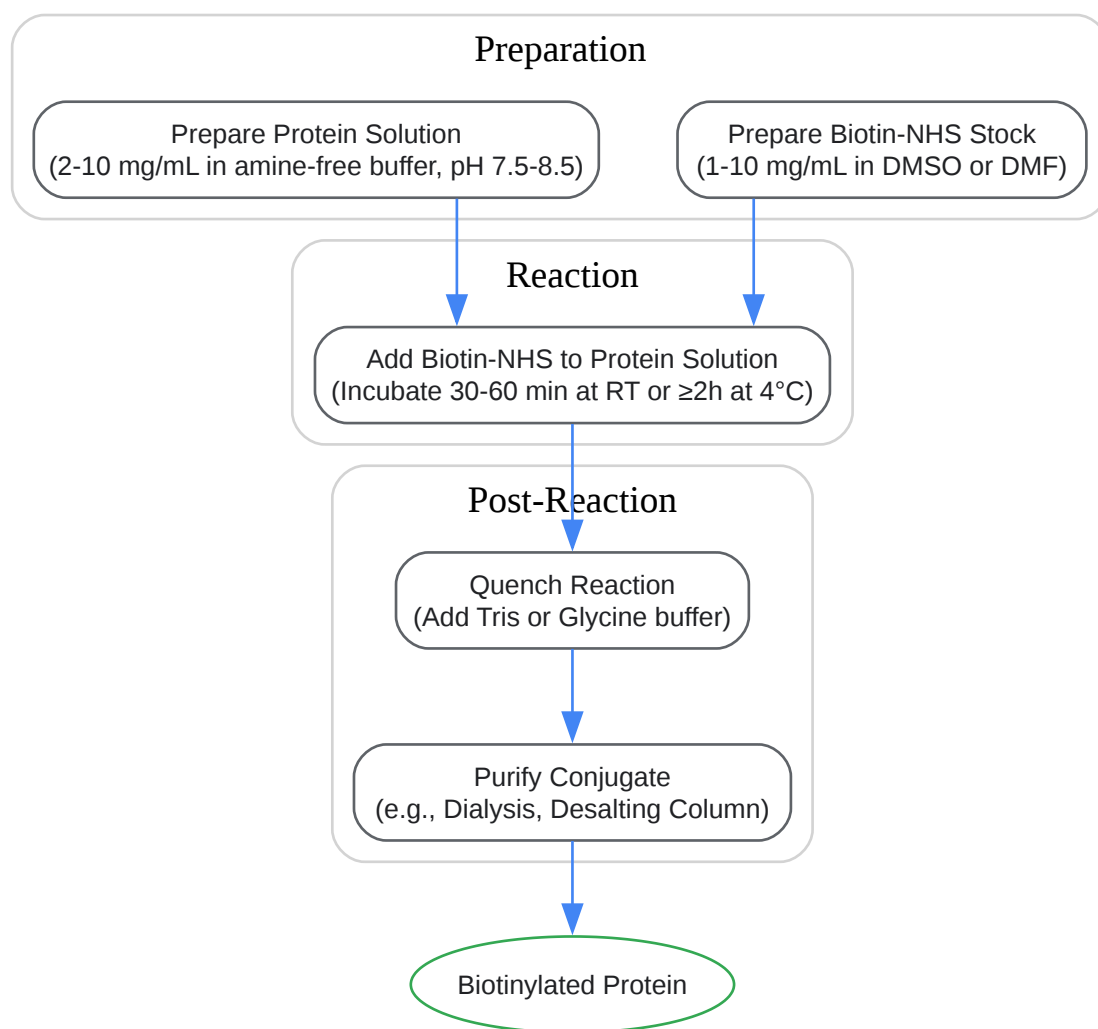 Preparation
Prepare Protein Solution
(2-10 mg/mL in amine-free buffer, pH 7.5-8.5)
Prepare Biotin-NHS Stock
(1-10 mg/mL in DMSO or DMF)
Reaction
Add Biotin-NHS to Protein Solution
(Incubate 30-60 min at RT or ≥2h at 4°C)
Post-Reaction
Quench Reaction
(Add Tris or Glycine buffer)
Purify Conjugate
(e.g., Dialysis, Desalting Column)
Biotinylated Protein